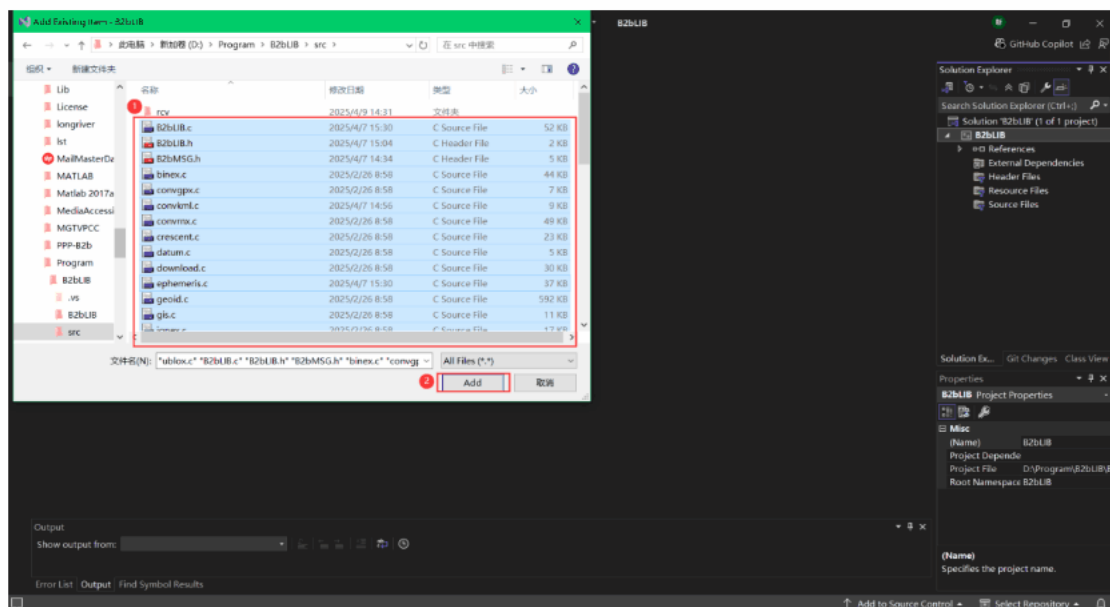 Add Existing Item - B2bLIB
此电脑 > 新加卷 (D:) > Program > B2bLIB > src >
在 src 中搜索
组织
新建文件夹
Lib
License
longriver
lst
MailMasterDa
MATLAB
Matlab 2017a
MediaAccessi
MGTVPCC
PPP-B2b
Program
B2bLIB
.vs
B2bLIB
src
名称 修改日期 类型 大小
1
rcv 2025/4/9 14:31 文件夹
B2bLIB.c 2025/4/7 15:30 C Source File 52 KB
B2bLIB.h 2025/4/7 15:04 C Header File 2 KB
B2bMSG.h 2025/4/7 14:34 C Header File 5 KB
binex.c 2025/2/26 8:58 C Source File 44 KB
convgpx.c 2025/2/26 8:58 C Source File 7 KB
convkml.c 2025/4/7 14:56 C Source File 9 KB
convrnx.c 2025/2/26 8:58 C Source File 49 KB
crescent.c 2025/2/26 8:58 C Source File 23 KB
datum.c 2025/2/26 8:58 C Source File 5 KB
download.c 2025/2/26 8:58 C Source File 30 KB
ephemeris.c 2025/4/7 15:30 C Source File 37 KB
geoid.c 2025/2/26 8:58 C Source File 592 KB
gis.c 2025/2/26 8:58 C Source File 11 KB
ionex.c 2025/2/26 8:58 C Source File 17 KB
文件名(N): "ublox.c" "B2bLIB.c" "B2bLIB.h" "B2bMSG.h" "binex.c" "convgp
All Files (*.*)
2
Add
取消
B2bLIB
GitHub Copilot
Solution Explorer
Search Solution Explorer (Ctrl+;)
Solution 'B2bLIB' (1 of 1 project)
B2bLIB
References
External Dependencies
Header Files
Resource Files
Source Files
Solution Ex... Git Changes Class View
Properties
B2bLIB Project Properties
Misc
(Name) B2bLIB
Project Depende
Project File D:\Program\B2bLIB\B
Root Namespace B2bLIB
(Name)
Specifies the project name.
Output
Show output from:
Error List Output Find Symbol Results
Add to Source Control
Select Repository